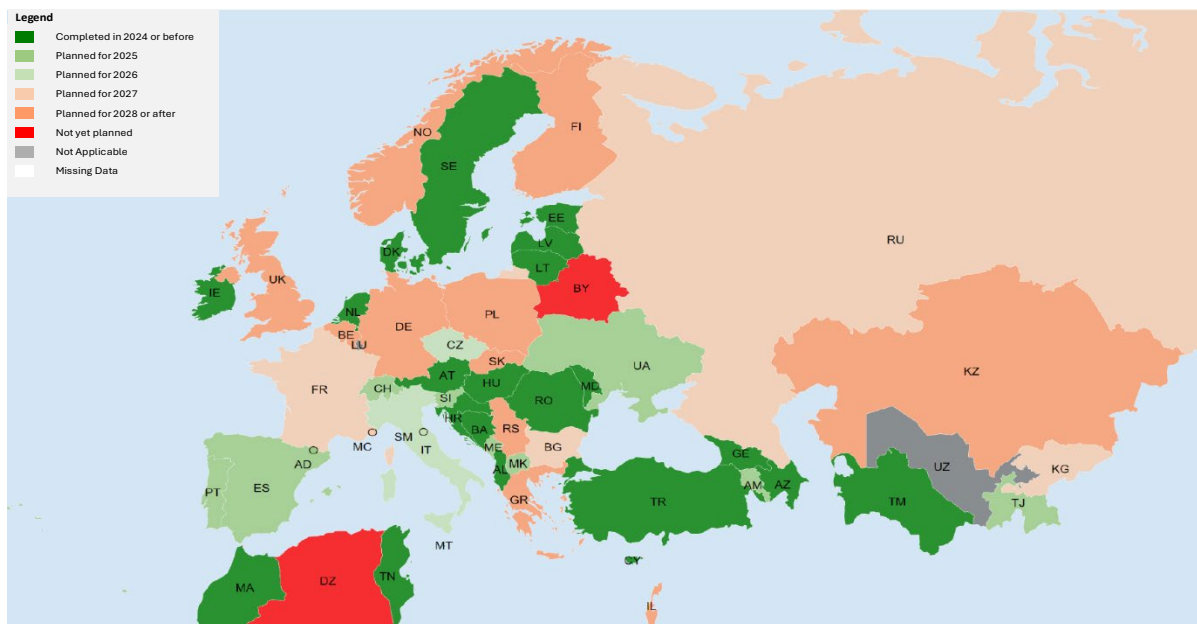 Legend
Completed in 2024 or before
Planned for 2025
Planned for 2026
Planned for 2027
Planned for 2028 or after
Not yet planned
Not Applicable
Missing Data
NO
FI
SE
EE
RU
LV
DK
LT
UK
BY
IE
NL
PL
DE
BE
LU
CZ
SK
UA
KZ
AT
HU
MD
FR
CH
SI
RO
HR
BA
RS
SM
MC
IT
ME
BG
GE
UZ
KG
AD
MK
AL
AM
AZ
PT
ES
GR
TR
TM
TJ
MT
CY
DZ
TN
MA
IL